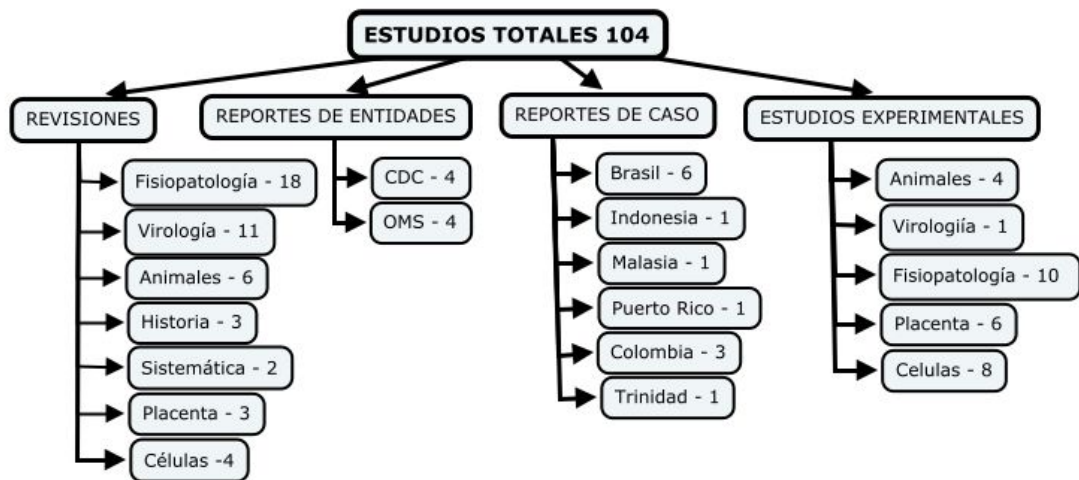 ESTUDIOS TOTALES 104
REVISIONES
Fisiopatología - 18
Virología - 11
Animales - 6
Historia - 3
Sistemática - 2
Placenta - 3
Células -4
REPORTES DE ENTIDADES
CDC - 4
OMS - 4
REPORTES DE CASO
Brasil - 6
Indonesia - 1
Malasia - 1
Puerto Rico - 1
Colombia - 3
Trinidad - 1
ESTUDIOS EXPERIMENTALES
Animales - 4
Virologiía - 1
Fisiopatología - 10
Placenta - 6
Celulas - 8